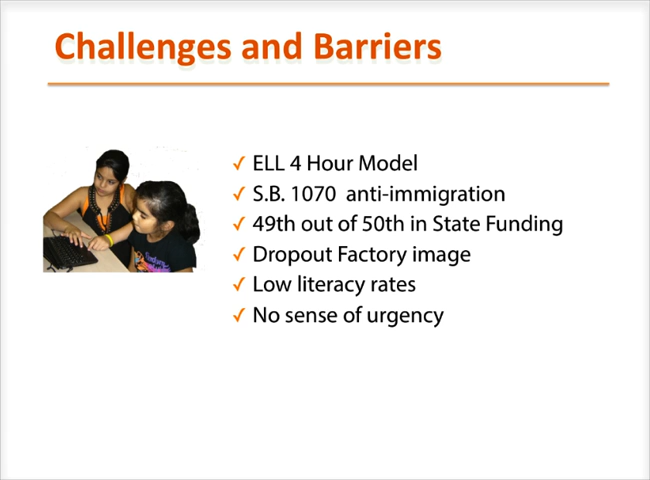 Challenges and Barriers
✓ ELL 4 Hour Model
✓ S.B. 1070 anti-immigration
✓ 49th out of 50th in State Funding
✓ Dropout Factory image
✓ Low literacy rates
✓ No sense of urgency